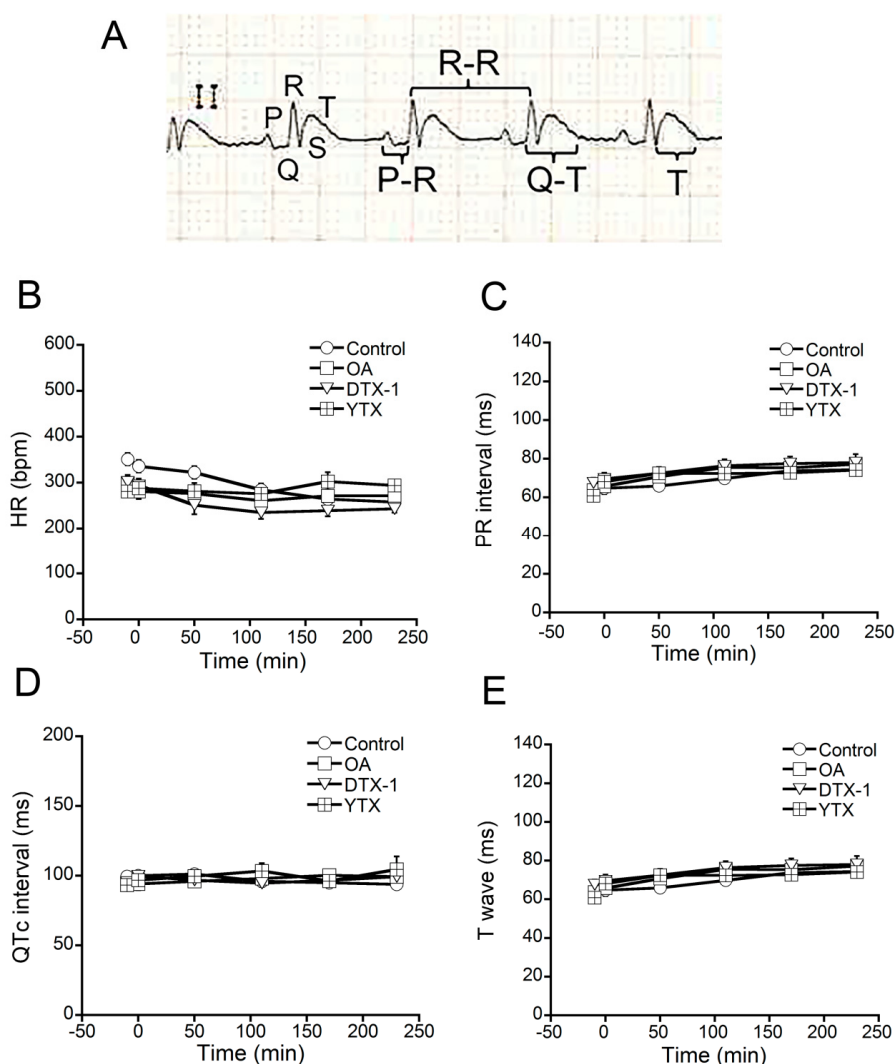 A
II
P
R
T
Q
S
R-R
P-R
Q-T
T
B
HR (bpm)
600
500
400
300
200
100
0
-50 0 50 100 150 200 250
Time (min)
Control
OA
DTX-1
YTX
C
PR interval (ms)
140
120
100
80
60
40
20
0
-50 0 50 100 150 200 250
Time (min)
Control
OA
DTX-1
YTX
D
QTc interval (ms)
200
150
100
50
0
-50 0 50 100 150 200 250
Time (min)
Control
OA
DTX-1
YTX
E
T wave (ms)
140
120
100
80
60
40
20
0
-50 0 50 100 150 200 250
Time (min)
Control
OA
DTX-1
YTX